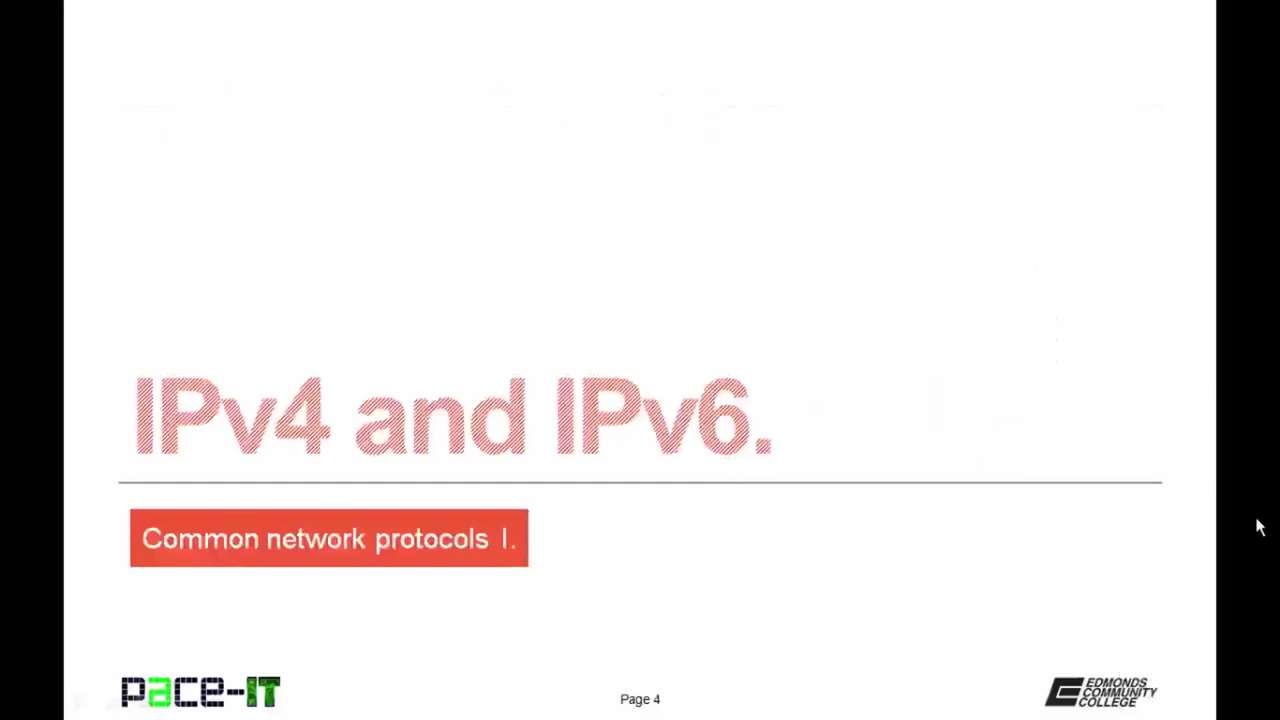 IPv4 and IPv6.
Common network protocols I.
pace-IT
Page 4
EDMONDS
COMMUNITY
COLLEGE